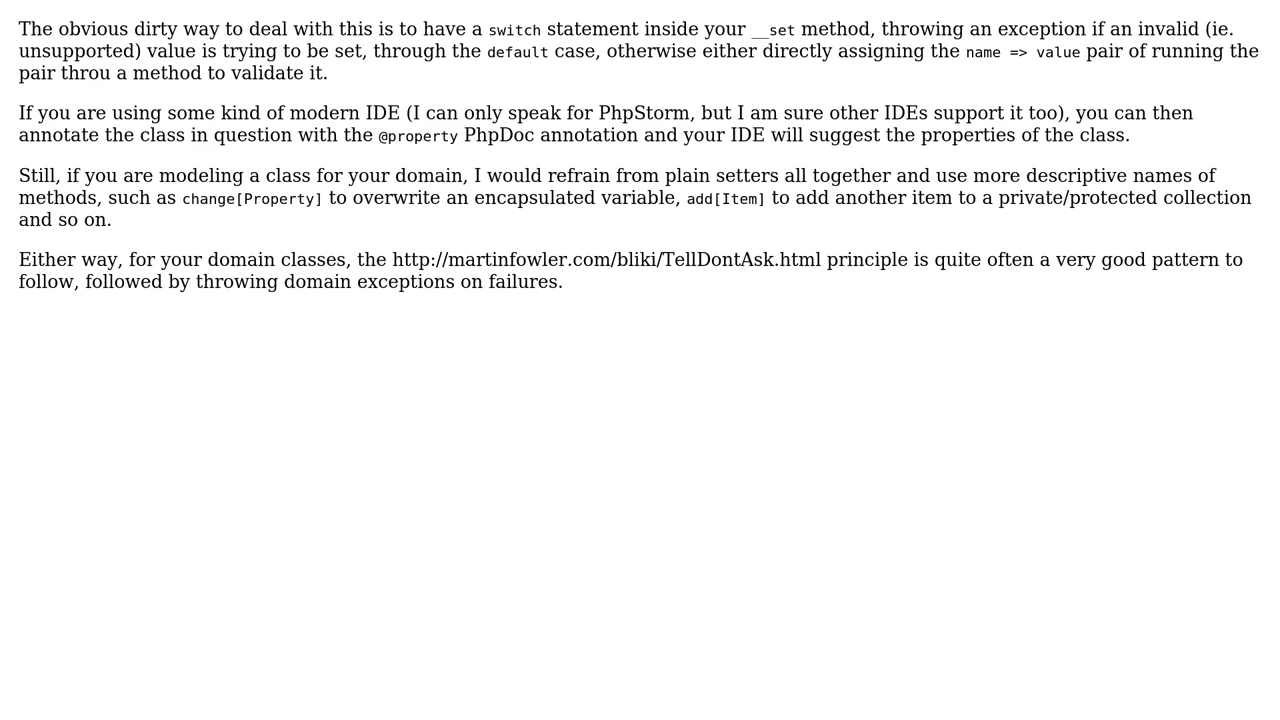 The obvious dirty way to deal with this is to have a switch statement inside your __set method, throwing an exception if an invalid (ie.
unsupported) value is trying to be set, through the default case, otherwise either directly assigning the name => value pair of running the
pair throu a method to validate it.
If you are using some kind of modern IDE (I can only speak for PhpStorm, but I am sure other IDEs support it too), you can then
annotate the class in question with the @property PhpDoc annotation and your IDE will suggest the properties of the class.
Still, if you are modeling a class for your domain, I would refrain from plain setters all together and use more descriptive names of
methods, such as change[Property] to overwrite an encapsulated variable, add[Item] to add another item to a private/protected collection
and so on.
Either way, for your domain classes, the http://martinfowler.com/bliki/TellDontAsk.html principle is quite often a very good pattern to
follow, followed by throwing domain exceptions on failures.